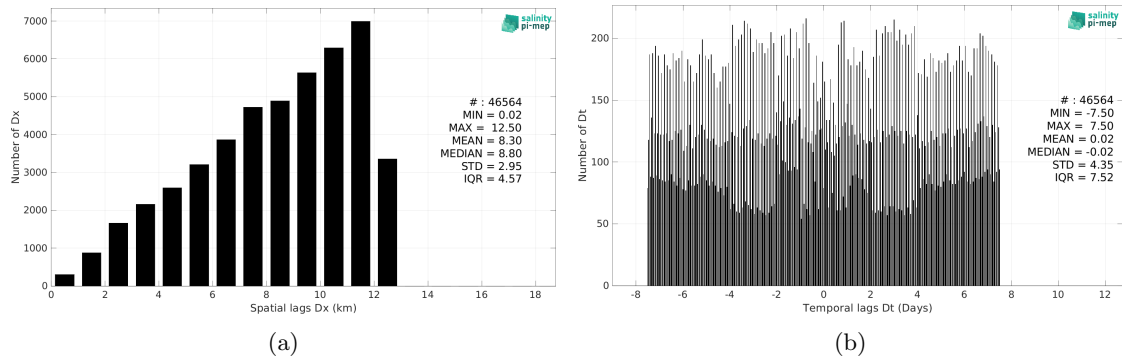 7000
6000
5000
4000
3000
2000
1000
0
Number of Dx
0
2
4
6
8
10
12
14
16
18
Spatial lags Dx (km)
salinity
pi-mep
# : 46564
MIN = 0.02
MAX = 12.50
MEAN = 8.30
MEDIAN = 8.80
STD = 2.95
IQR = 4.57
(a)
200
150
100
50
0
Number of Dt
-8
-6
-4
-2
0
2
4
6
8
10
12
Temporal lags Dt (Days)
salinity
pi-mep
# : 46564
MIN = -7.50
MAX = 7.50
MEAN = 0.02
MEDIAN = -0.02
STD = 4.35
IQR = 7.52
(b)